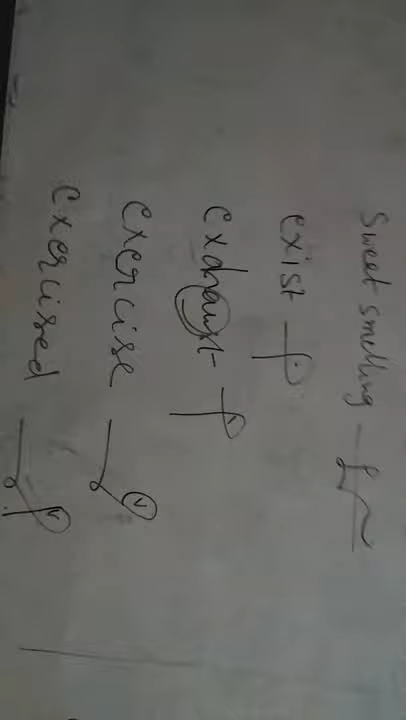 Sweet smelling -
exist -
exhaust -
exercise
exercised